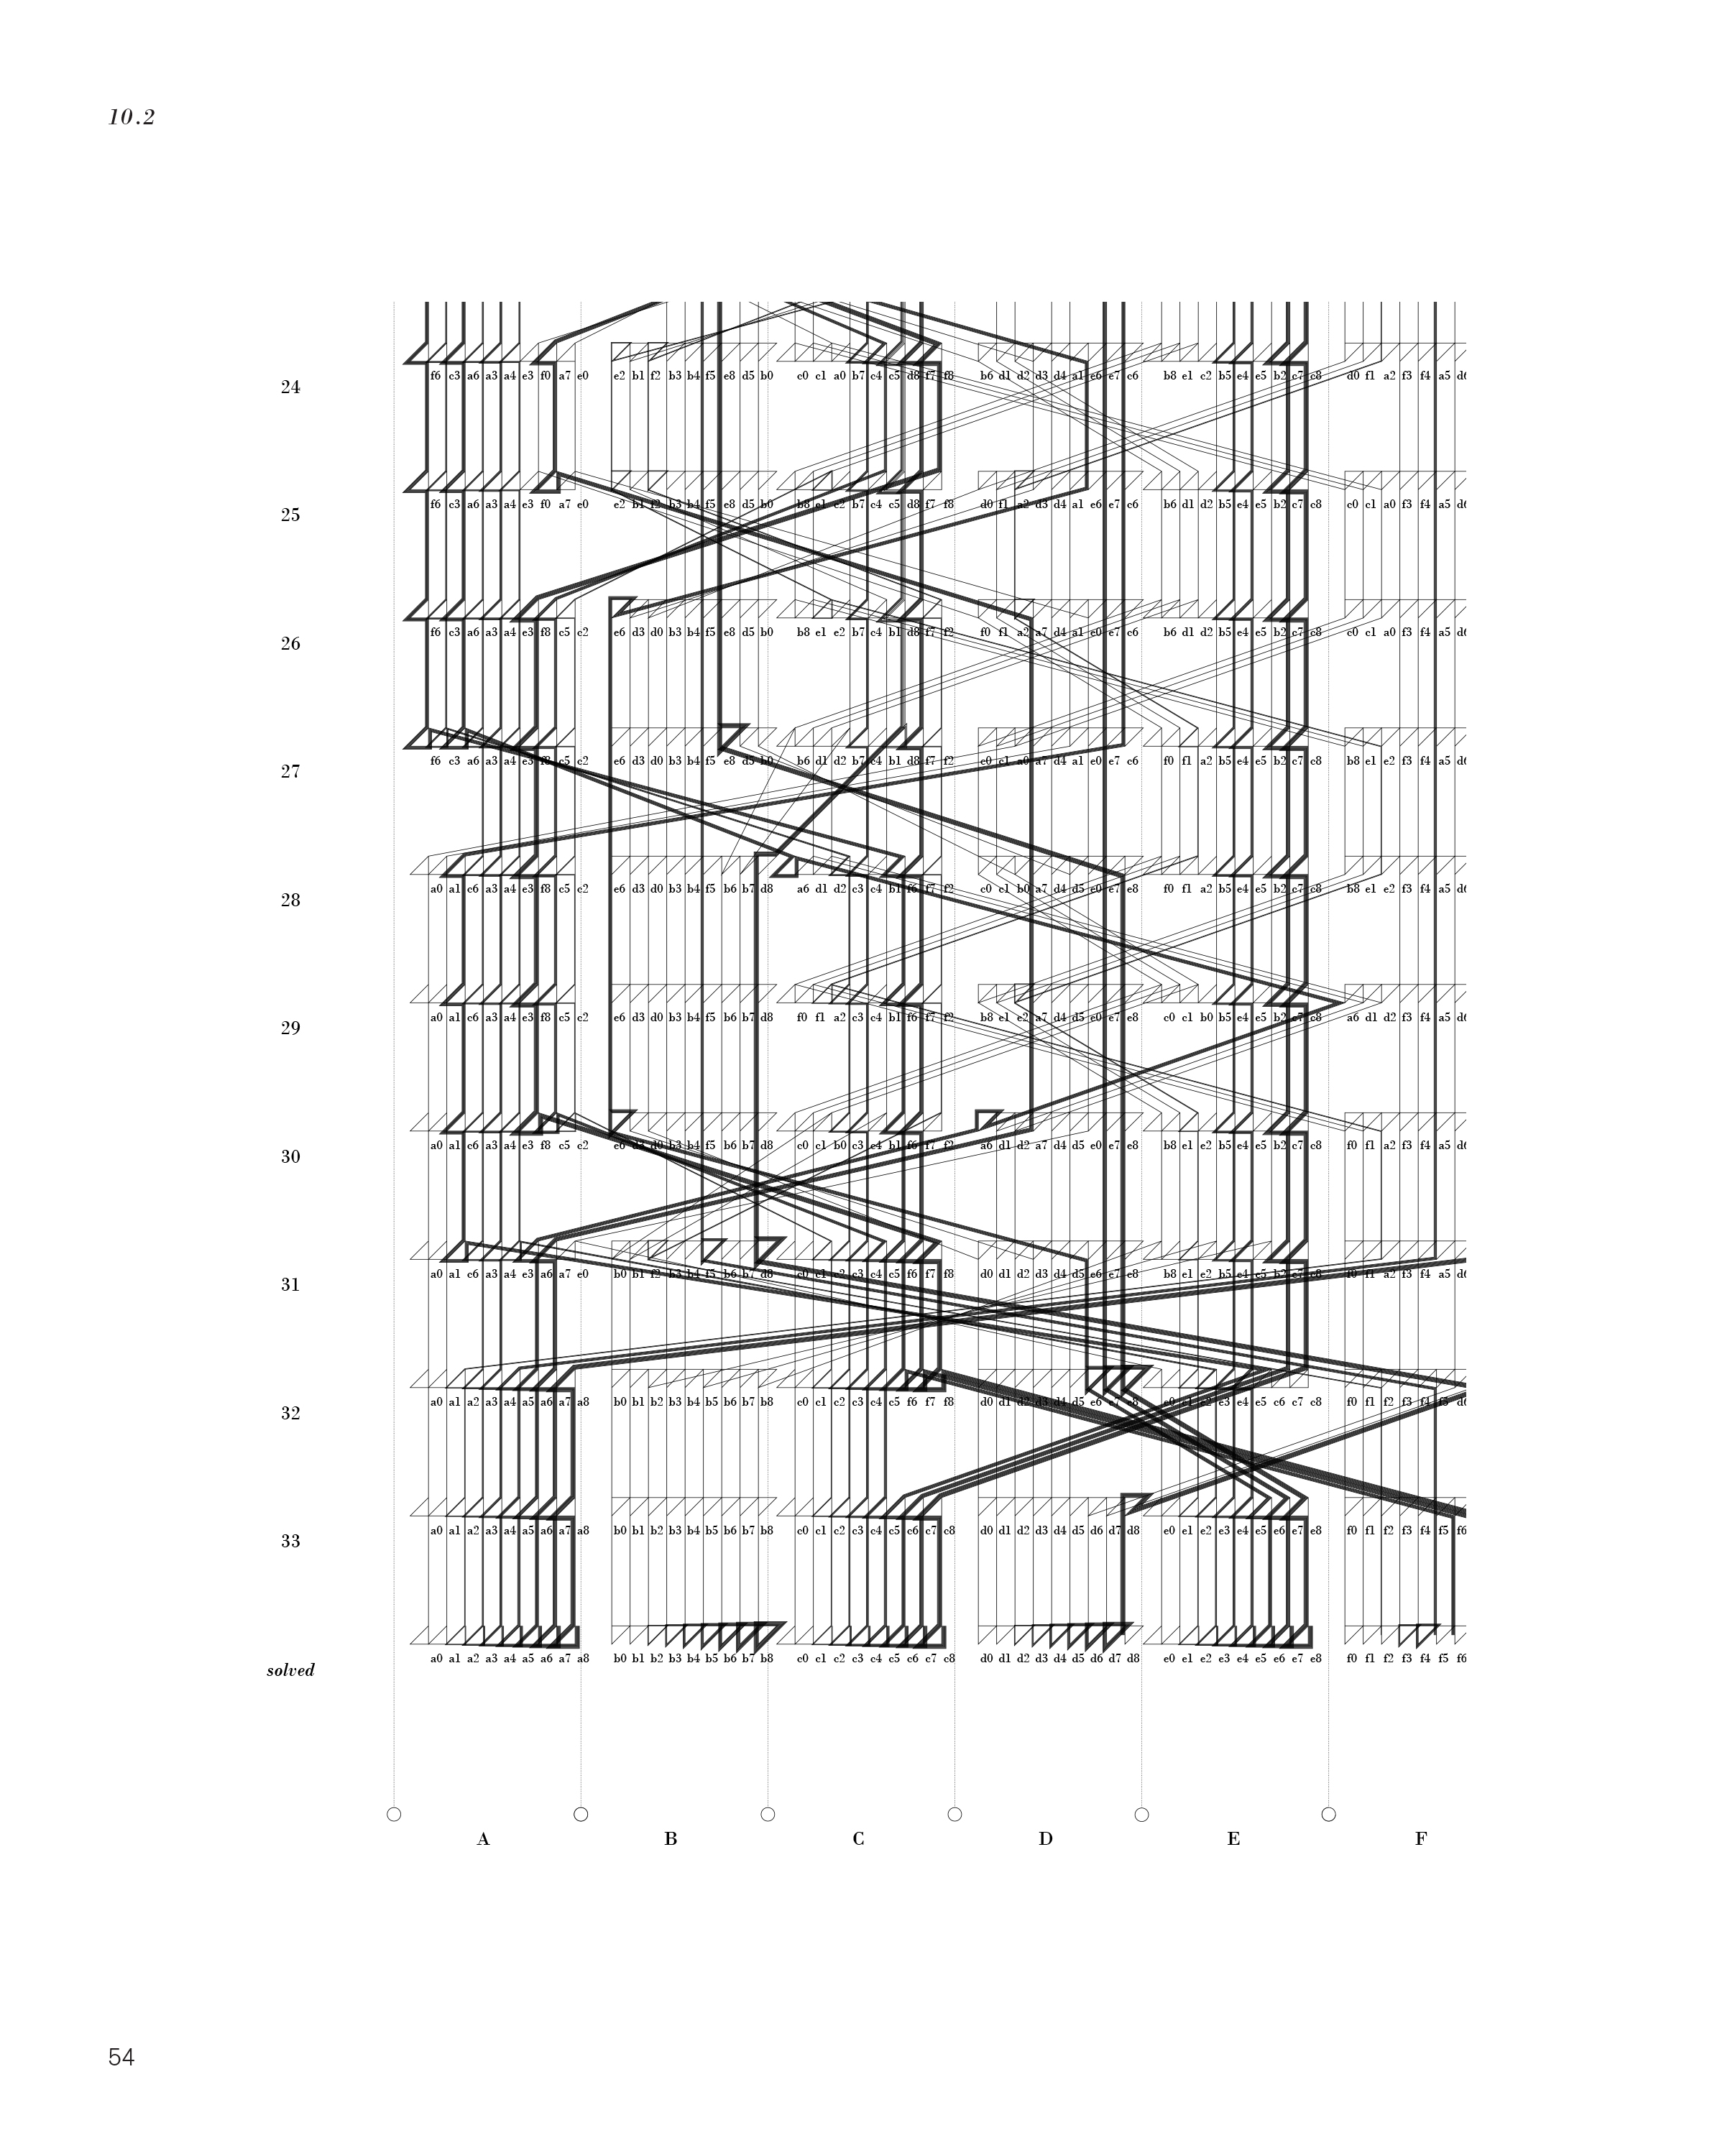 10.2
f6 c3 a6 a3 a4 e3 f0 a7 e0 e2 b1 f2 b3 b4 f5 e8 d5 b0 c0 c1 a0 b7 c4 c5 d8 f7 f8 b6 d1 d2 d3 d4 a1 e6 e7 c6 b8 e1 c2 b5 e4 e5 b2 c7 c8 d0 f1 a2 f3 f4 a5
24
f6 c3 a6 a3 a4 e3 f0 a7 e0 e2 b1 f2 b3 b4 f5 e8 d5 b0 b8 e1 c2 b7 c4 c5 d8 f7 f8 d0 f1 a2 d3 d4 a1 e6 e7 c6 b6 d1 d2 b5 e4 e5 b2 c7 c8 c0 c1 a0 f3 f4 a5
25
f6 c3 a6 a3 a4 e3 f8 c5 c2 e6 d3 d0 b3 b4 f5 e8 d5 b0 b8 e1 e2 b7 c4 b1 d8 f7 f2 f0 f1 a2 a7 d4 a1 e0 e7 c6 b6 d1 d2 b5 e4 e5 b2 c7 c8 c0 c1 a0 f3 f4 a5
26
f6 c3 a6 a3 a4 e3 f8 c5 c2 e6 d3 d0 b3 b4 f5 e8 d5 b0 b6 d1 d2 b7 c4 b1 d8 f7 f2 c0 c1 a0 a7 d4 a1 e0 e7 c6 f0 f1 a2 b5 e4 e5 b2 c7 c8 b8 e1 e2 f3 f4 a5
27
a0 a1 c6 a3 a4 e3 f8 c5 c2 e6 d3 d0 b3 b4 f5 b6 b7 d8 a6 d1 d2 c3 c4 b1 f6 f7 f2 c0 c1 b0 a7 d4 d5 e0 e7 e8 f0 f1 a2 b5 e4 e5 b2 c7 c8 b8 e1 e2 f3 f4 a5
28
a0 a1 c6 a3 a4 e3 f8 c5 c2 e6 d3 d0 b3 b4 f5 b6 b7 d8 f0 f1 a2 c3 c4 b1 f6 f7 f2 b8 e1 e2 a7 d4 d5 e0 e7 e8 c0 c1 b0 b5 e4 e5 b2 c7 c8 a6 d1 d2 f3 f4 a5
29
a0 a1 c6 a3 a4 e3 f8 c5 c2 e6 d3 d0 b3 b4 f5 b6 b7 d8 c0 c1 b0 c3 c4 b1 f6 f7 f2 a6 d1 d2 a7 d4 d5 e0 e7 e8 b8 e1 e2 b5 e4 e5 b2 c7 c8 f0 f1 a2 f3 f4 a5
30
a0 a1 c6 a3 a4 e3 a6 a7 e0 b0 b1 f2 b3 b4 f5 b6 b7 d8 c0 c1 c2 c3 c4 c5 f6 f7 f8 d0 d1 d2 d3 d4 d5 e6 e7 e8 b8 e1 e2 b5 e4 e5 b2 c7 c8 f0 f1 a2 f3 f4 a5
31
a0 a1 a2 a3 a4 a5 a6 a7 a8 b0 b1 b2 b3 b4 b5 b6 b7 b8 c0 c1 c2 c3 c4 c5 f6 f7 f8 d0 d1 d2 d3 d4 d5 e6 e7 e8 e0 e1 e2 e3 e4 e5 c6 c7 c8 f0 f1 f2 f3 f4 f5
32
a0 a1 a2 a3 a4 a5 a6 a7 a8 b0 b1 b2 b3 b4 b5 b6 b7 b8 c0 c1 c2 c3 c4 c5 c6 c7 c8 d0 d1 d2 d3 d4 d5 d6 d7 d8 e0 e1 e2 e3 e4 e5 e6 e7 e8 f0 f1 f2 f3 f4 f5 f6
33
a0 a1 a2 a3 a4 a5 a6 a7 a8 b0 b1 b2 b3 b4 b5 b6 b7 b8 c0 c1 c2 c3 c4 c5 c6 c7 c8 d0 d1 d2 d3 d4 d5 d6 d7 d8 e0 e1 e2 e3 e4 e5 e6 e7 e8 f0 f1 f2 f3 f4 f5 f6
solved
A B C D E F
54